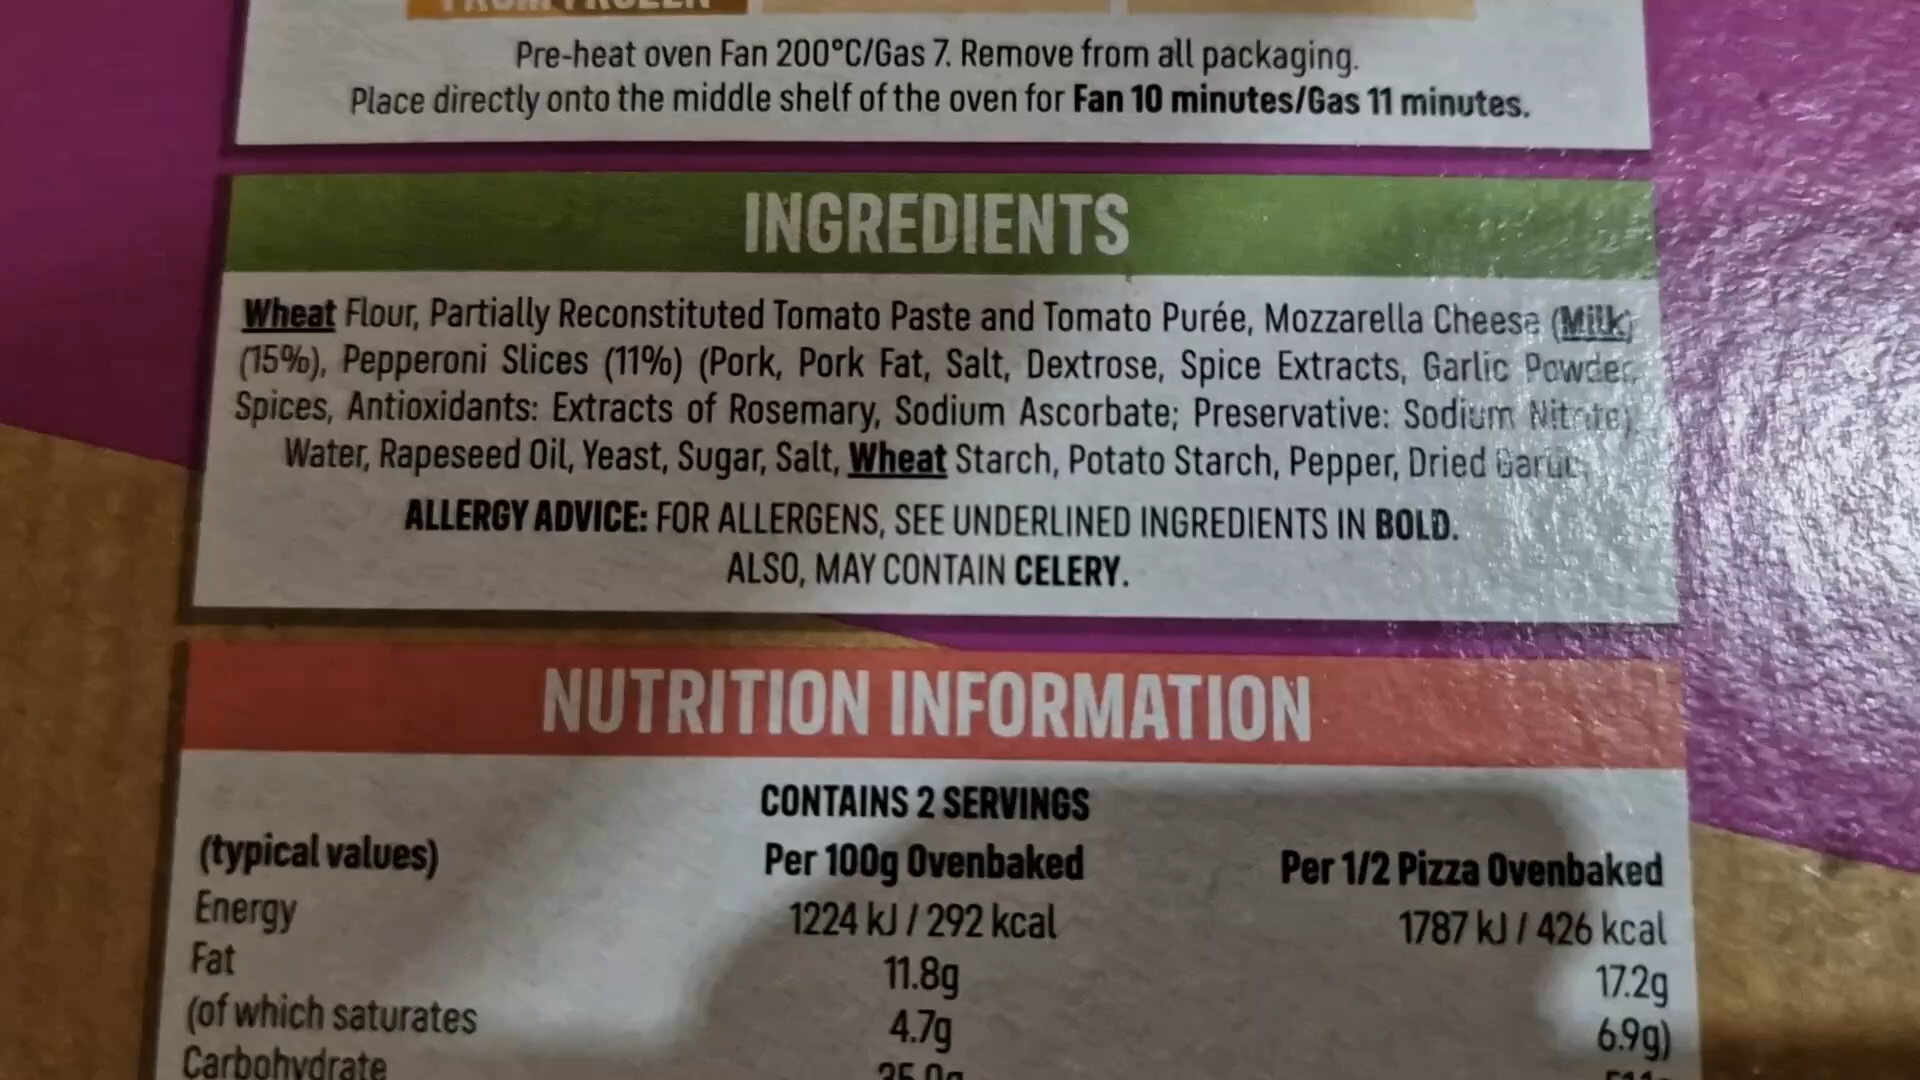 FROM FROZEN
Pre-heat oven Fan 200°C/Gas 7. Remove from all packaging.
Place directly onto the middle shelf of the oven for Fan 10 minutes/Gas 11 minutes.
INGREDIENTS
Wheat Flour, Partially Reconstituted Tomato Paste and Tomato Purée, Mozzarella Cheese (Milk)
(15%), Pepperoni Slices (11%) (Pork, Pork Fat, Salt, Dextrose, Spice Extracts, Garlic Powder,
Spices, Antioxidants: Extracts of Rosemary, Sodium Ascorbate; Preservative: Sodium Nitrite),
Water, Rapeseed Oil, Yeast, Sugar, Salt, Wheat Starch, Potato Starch, Pepper, Dried Garlic.
ALLERGY ADVICE: FOR ALLERGENS, SEE UNDERLINED INGREDIENTS IN BOLD.
ALSO, MAY CONTAIN CELERY.
NUTRITION INFORMATION
CONTAINS 2 SERVINGS
(typical values) Per 100g Ovenbaked Per 1/2 Pizza Ovenbaked
Energy 1224 kJ / 292 kcal 1787 kJ / 426 kcal
Fat 11.8g 17.2g
(of which saturates 4.7g 6.9g)
Carbohydrate